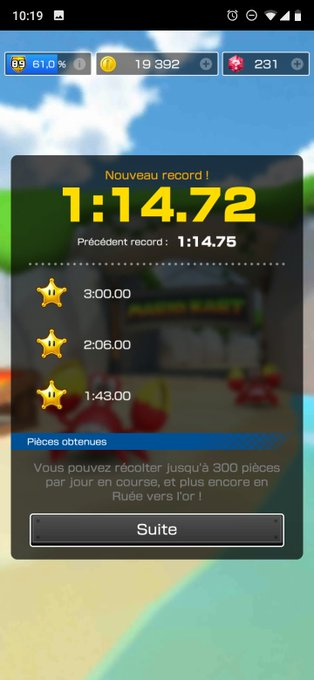 10:19
89 61,0 % i 19 392 + 231 +
Nouveau record !
1:14.72
Précédent record : 1:14.75
3:00.00
2:06.00
1:43.00
MARIO KART
Pièces obtenues
Vous pouvez récolter jusqu'à 300 pièces
par jour en course, et plus encore en
Ruée vers l'or !
Suite